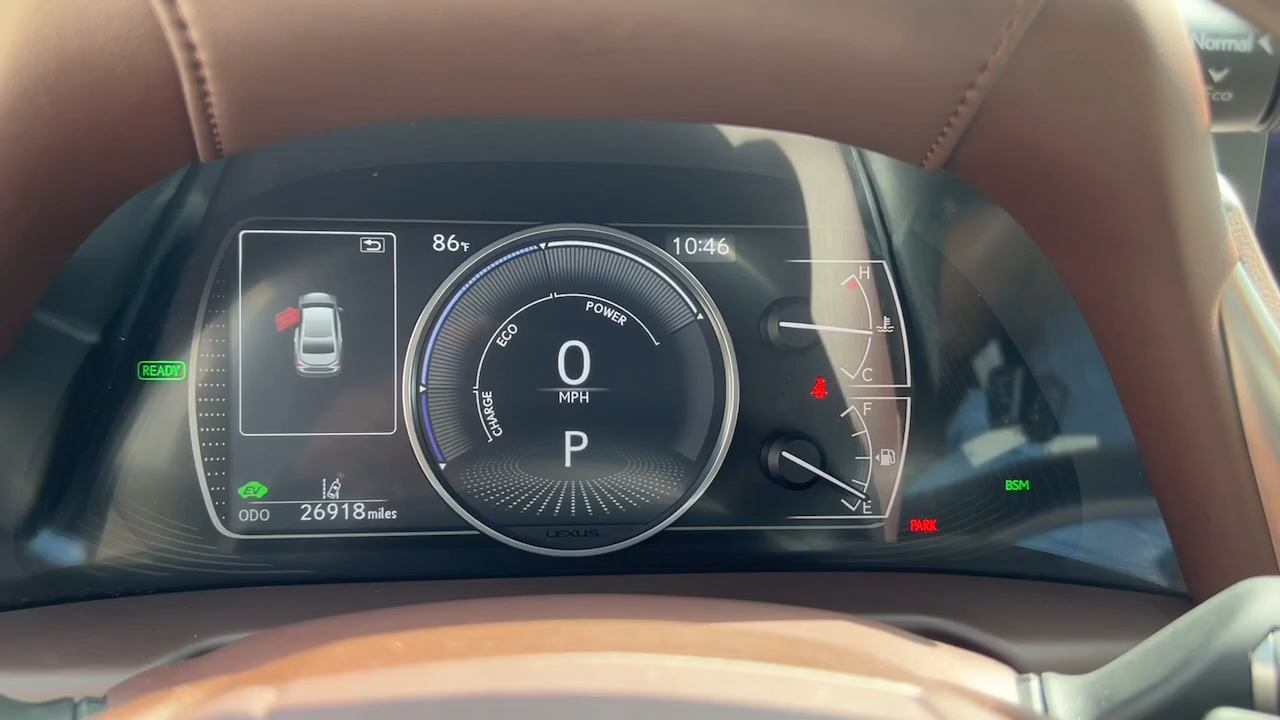 Normal
Eco
86°F
10:46
H
POWER
ECO
READY
0
MPH
C
CHARGE
F
P
EV
BSM
ODO 26918 miles
E
PARK
LEXUS